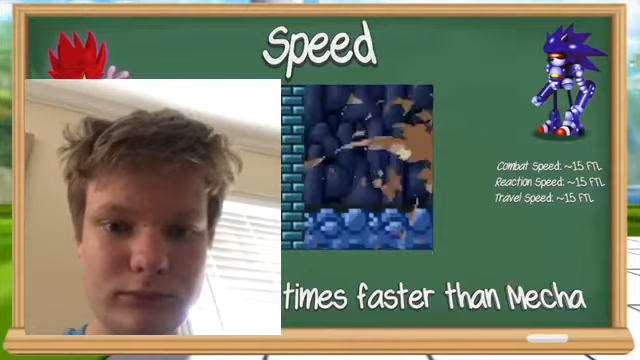 Speed
Combat Speed: ~15 FTL
Reaction Speed: ~15 FTL
Travel Speed: ~15 FTL
times faster than Mecha